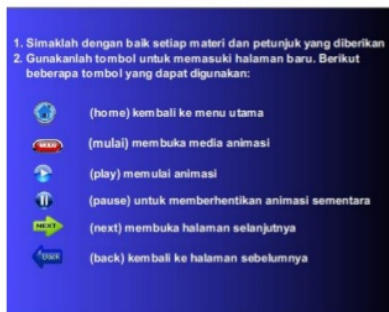 1. Simaklah dengan baik setiap materi dan petunjuk yang diberikan
2. Gunakanlah tombol untuk memasuki halaman baru. Berikut
beberapa tombol yang dapat digunakan:
(home) kembali ke menu utama
(mulai) membuka media animasi
(play) memulai animasi
(pause) untuk memberhentikan animasi sementara
NEXT (next) membuka halaman selanjutnya
Back (back) kembali ke halaman sebelumnya